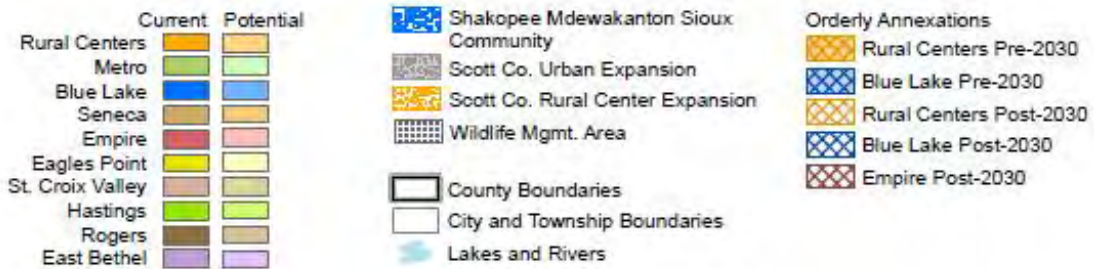 Current Potential
Rural Centers
Metro
Blue Lake
Seneca
Empire
Eagles Point
St. Croix Valley
Hastings
Rogers
East Bethel
Shakopee Mdewakanton Sioux
Community
Scott Co. Urban Expansion
Scott Co. Rural Center Expansion
Wildlife Mgmt. Area
County Boundaries
City and Township Boundaries
Lakes and Rivers
Orderly Annexations
Rural Centers Pre-2030
Blue Lake Pre-2030
Rural Centers Post-2030
Blue Lake Post-2030
Empire Post-2030